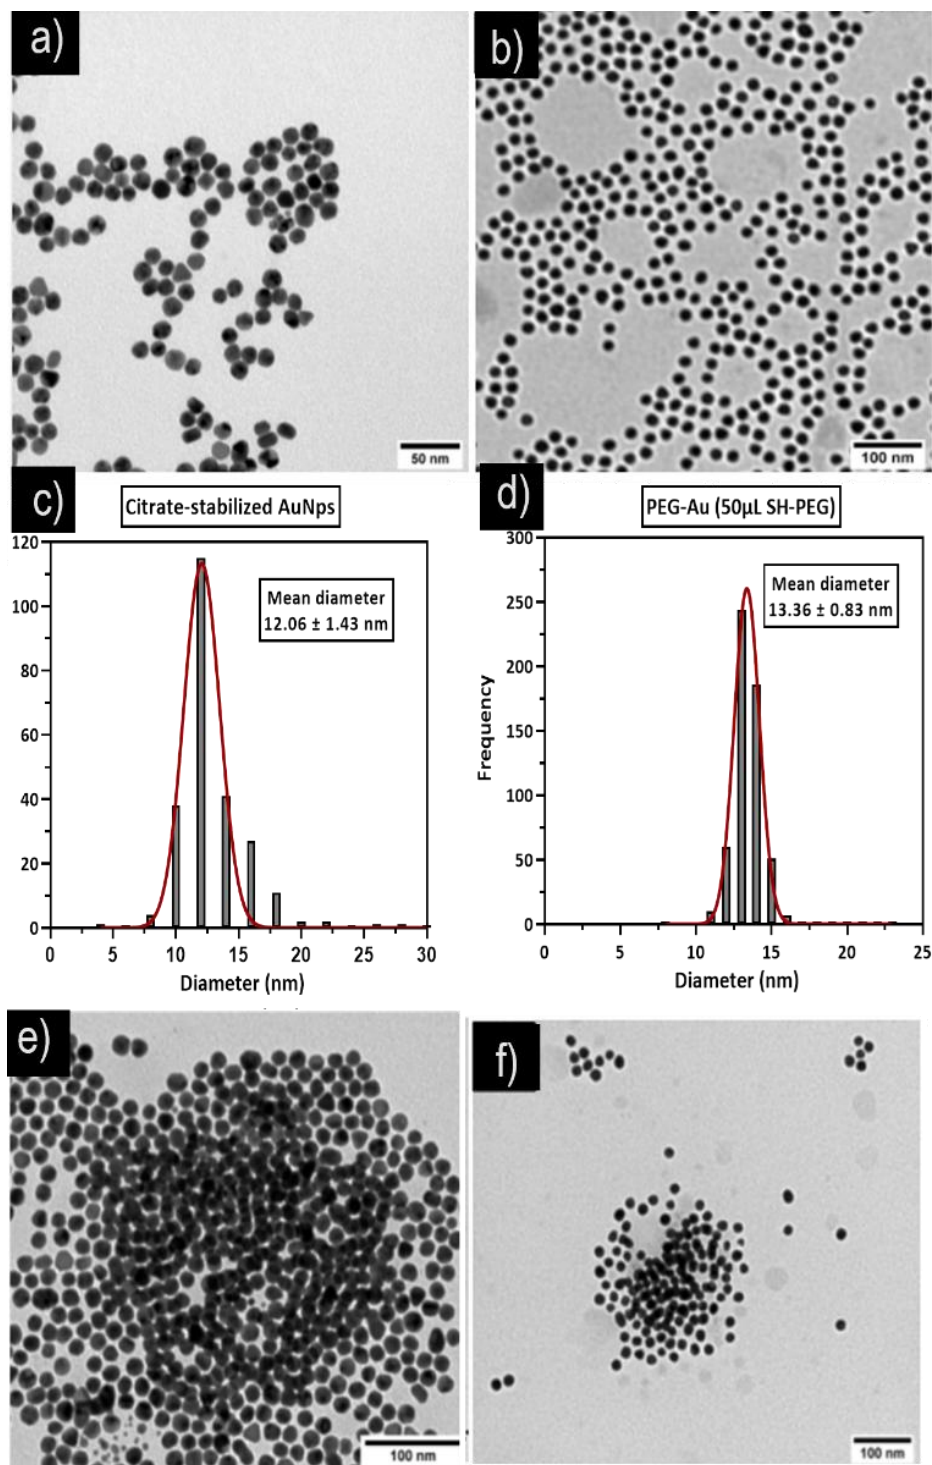 a)
b)
50 nm
100 nm
c)
Citrate-stabilized AuNps
120
100
80
60
40
20
0
Mean diameter
12.06 ± 1.43 nm
0 5 10 15 20 25 30
Diameter (nm)
d)
PEG-Au (50µL SH-PEG)
300
250
200
150
100
50
0
Frequency
Mean diameter
13.36 ± 0.83 nm
0 5 10 15 20 25
Diameter (nm)
e)
f)
100 nm
100 nm